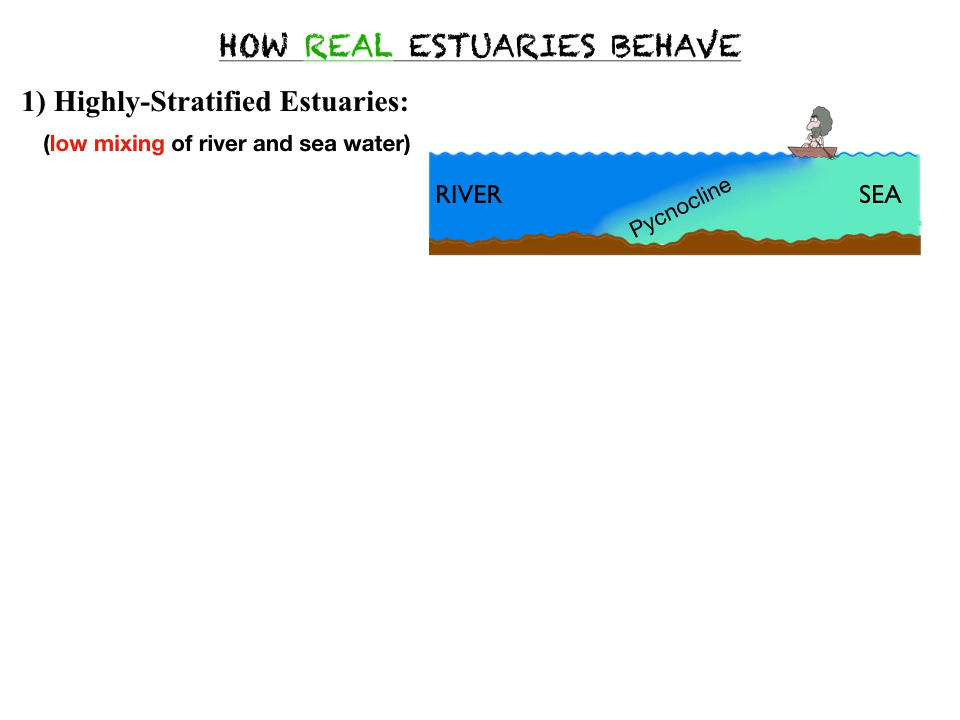 HOW REAL ESTUARIES BEHAVE
1) Highly-Stratified Estuaries:
(low mixing of river and sea water)
RIVER
Pycnocline
SEA